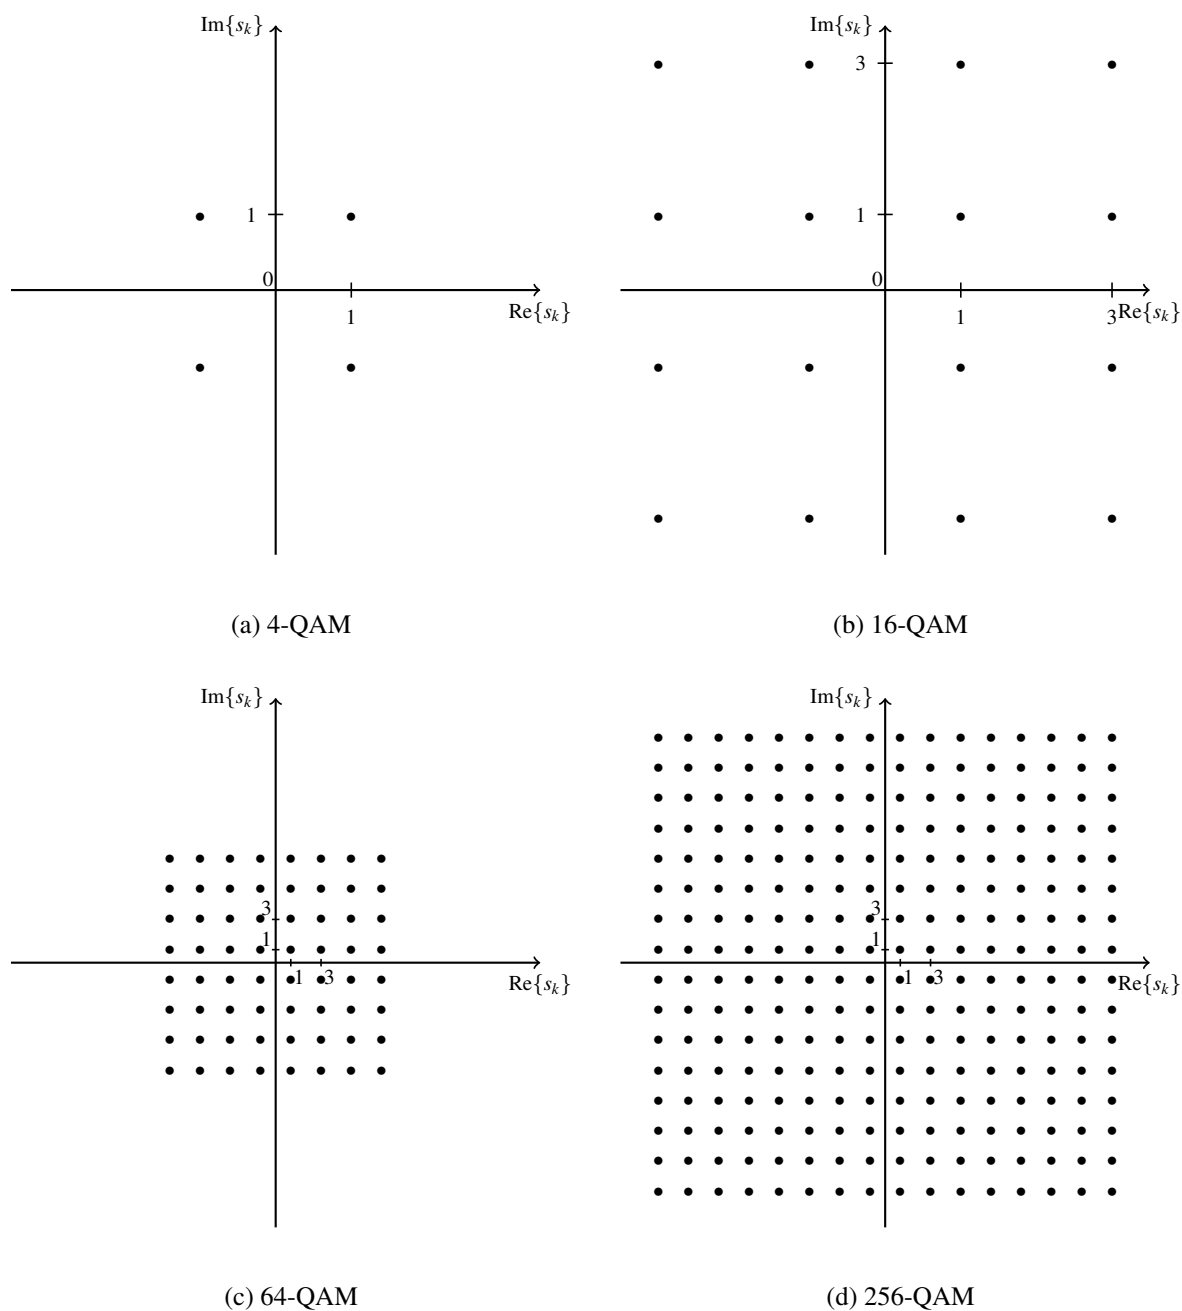 Im{s_k}
1
0
1
Re{s_k}
(a) 4-QAM
Im{s_k}
3
1
0
1
3
Re{s_k}
(b) 16-QAM
Im{s_k}
3
1
1
3
Re{s_k}
(c) 64-QAM
Im{s_k}
3
1
1
3
Re{s_k}
(d) 256-QAM